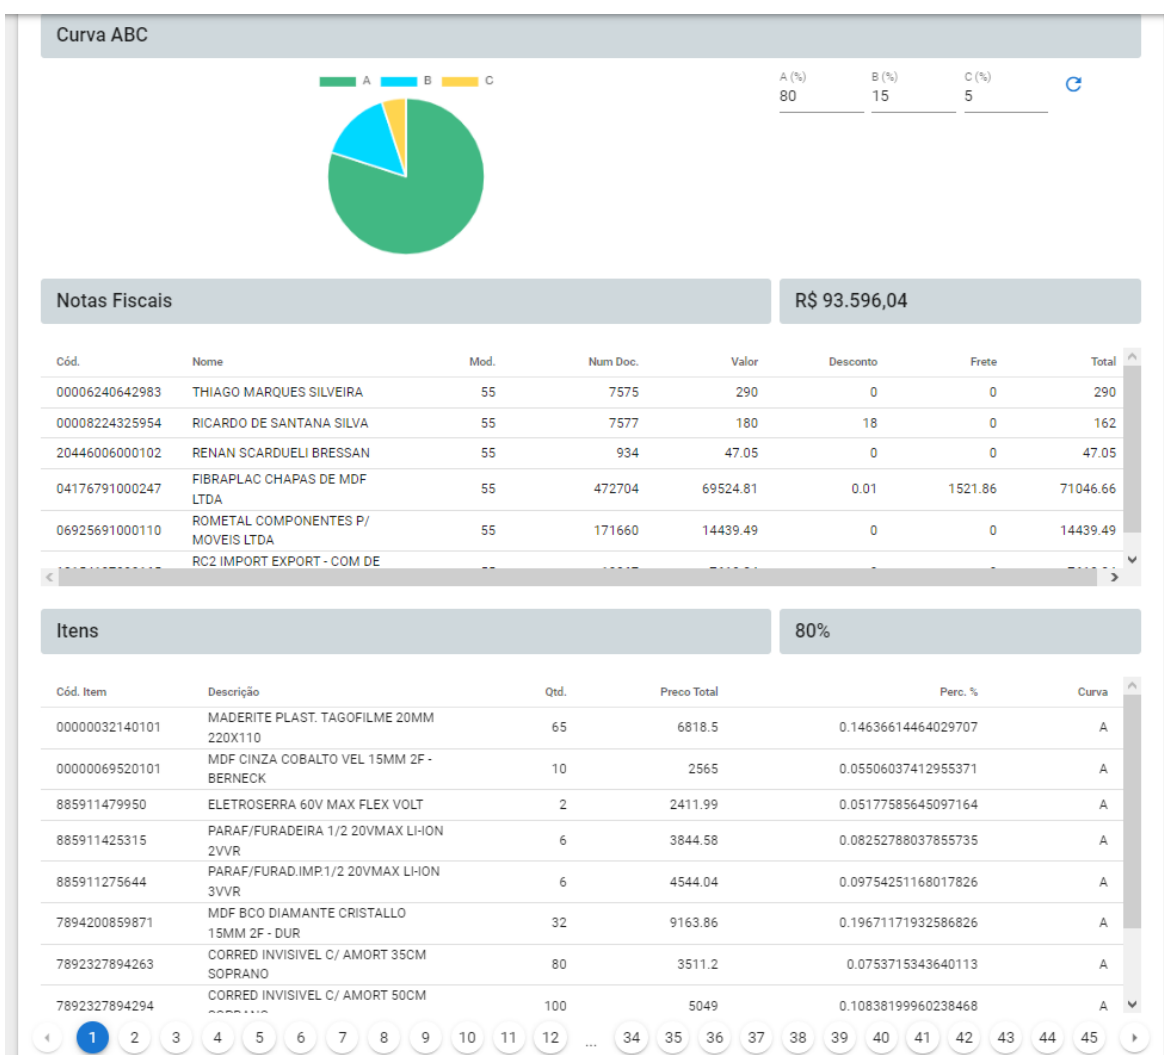 Curva ABC
A B C
A (%) B (%) C (%)
80 15 5
Notas Fiscais R$ 93.596,04
Cód. Nome Mod. Num Doc. Valor Desconto Frete Total
00006240642983 THIAGO MARQUES SILVEIRA 55 7575 290 0 0 290
00008224325954 RICARDO DE SANTANA SILVA 55 7577 180 18 0 162
20446006000102 RENAN SCARDUELI BRESSAN 55 934 47.05 0 0 47.05
04176791000247 FIBRAPLAC CHAPAS DE MDF LTDA 55 472704 69524.81 0.01 1521.86 71046.66
06925691000110 ROMETAL COMPONENTES P/ MOVEIS LTDA 55 171660 14439.49 0 0 14439.49
RC2 IMPORT EXPORT - COM DE
Itens 80%
Cód. Item Descrição Qtd. Preco Total Perc. % Curva
00000032140101 MADERITE PLAST. TAGOFILME 20MM 220X110 65 6818.5 0.14636614464029707 A
00000069520101 MDF CINZA COBALTO VEL 15MM 2F - BERNECK 10 2565 0.05506037412955371 A
885911479950 ELETROSERRA 60V MAX FLEX VOLT 2 2411.99 0.05177585645097164 A
885911425315 PARAF/FURADEIRA 1/2 20VMAX LI-ION 2VVR 6 3844.58 0.08252788037855735 A
885911275644 PARAF/FURAD.IMP.1/2 20VMAX LI-ION 3VVR 6 4544.04 0.09754251168017826 A
7894200859871 MDF BCO DIAMANTE CRISTALLO 15MM 2F - DUR 32 9163.86 0.19671171932586826 A
7892327894263 CORRED INVISIVEL C/ AMORT 35CM SOPRANO 80 3511.2 0.0753715343640113 A
7892327894294 CORRED INVISIVEL C/ AMORT 50CM 100 5049 0.10838199960238468 A
1 2 3 4 5 6 7 8 9 10 11 12 ... 34 35 36 37 38 39 40 41 42 43 44 45